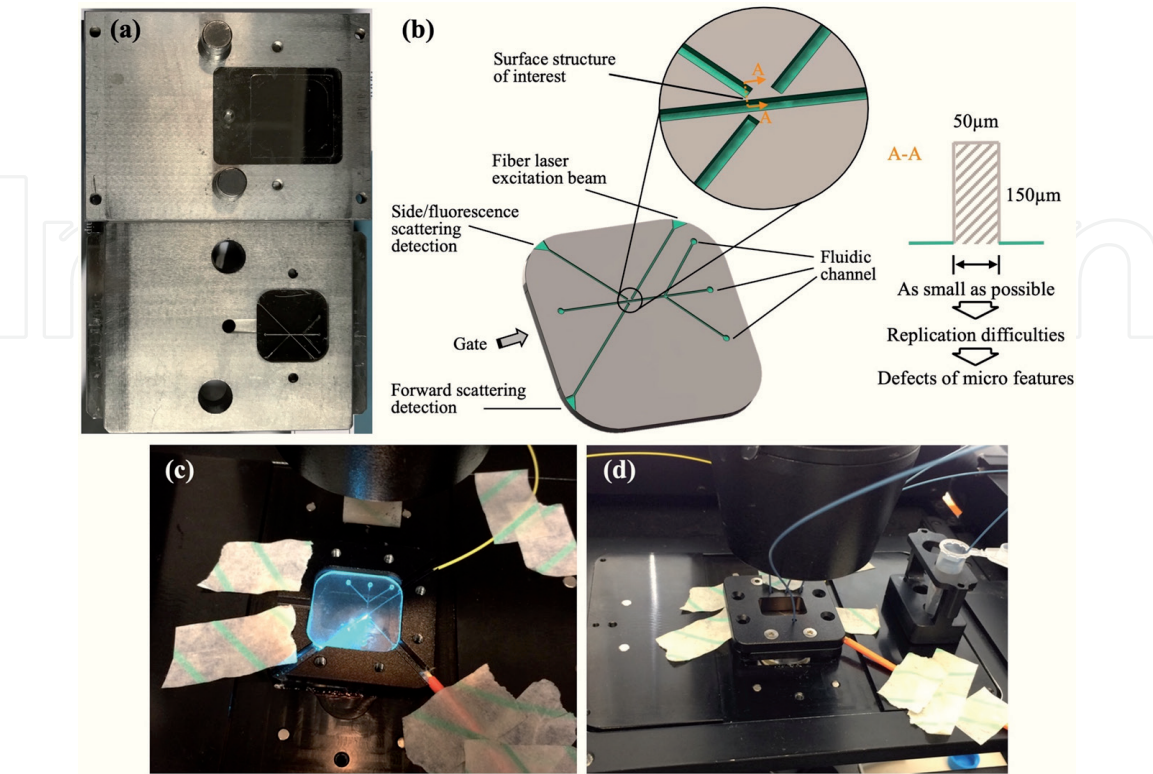 (a)
(b)
Surface structure
of interest
A
A
50µm
A-A
150µm
Fiber laser
excitation beam
Side/fluorescence
scattering
detection
Fluidic
channel
As small as possible
Gate
Replication difficulties
Forward scattering
detection
Defects of micro features
(c)
(d)